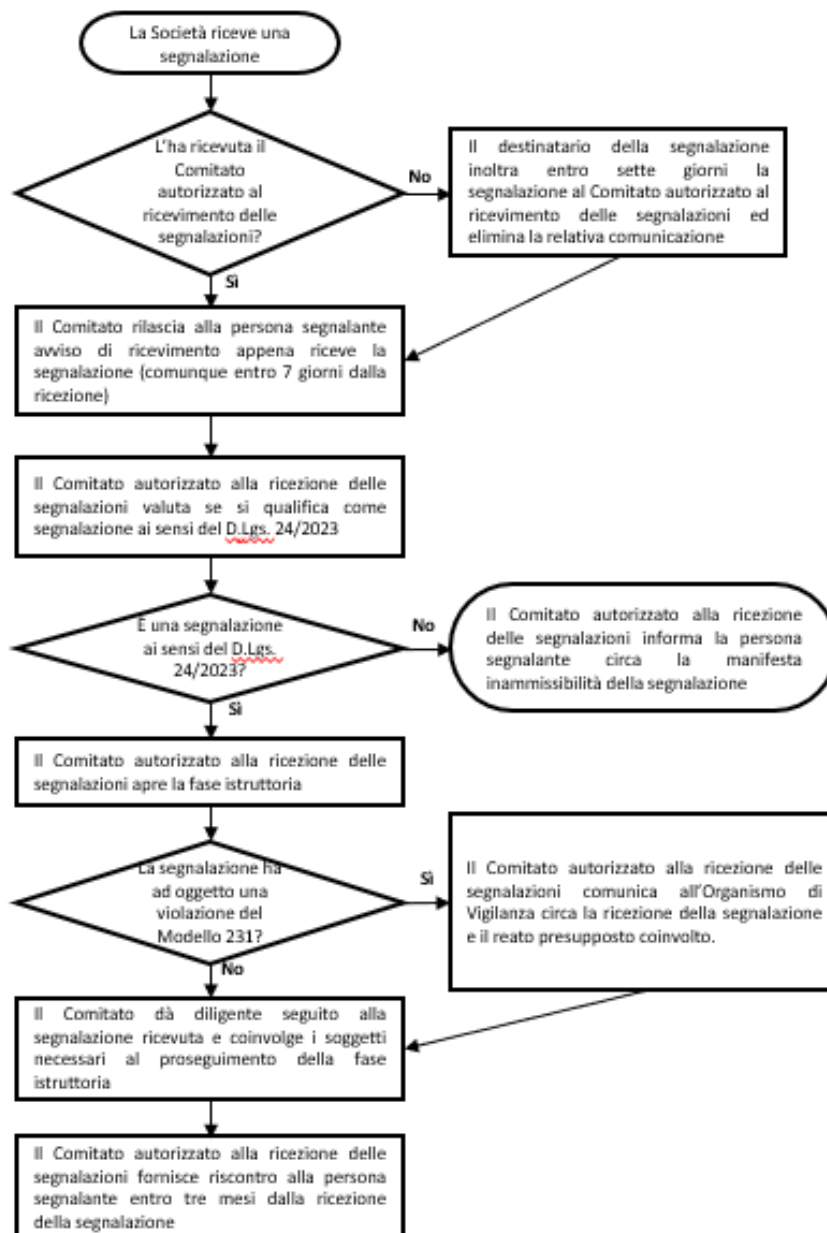 La Società riceve una
segnalazione
L'ha ricevuta il
Comitato
autorizzato al
ricevimento delle
segnalazioni?
No
Il destinatario della segnalazione
inoltra entro sette giorni la
segnalazione al Comitato autorizzato al
ricevimento delle segnalazioni ed
elimina la relativa comunicazione
Sì
Il Comitato rilascia alla persona segnalante
avviso di ricevimento appena riceve la
segnalazione (comunque entro 7 giorni dalla
ricezione)
Il Comitato autorizzato alla ricezione delle
segnalazioni valuta se si qualifica come
segnalazione ai sensi del D.Lgs. 24/2023
È una segnalazione
ai sensi del D.Lgs.
24/2023?
No
Il Comitato autorizzato alla ricezione
delle segnalazioni informa la persona
segnalante circa la manifesta
inammissibilità della segnalazione
Sì
Il Comitato autorizzato alla ricezione delle
segnalazioni apre la fase istruttoria
La segnalazione ha
ad oggetto una
violazione del
Modello 231?
Sì
Il Comitato autorizzato alla ricezione delle
segnalazioni comunica all'Organismo di
Vigilanza circa la ricezione della segnalazione
e il reato presupposto coinvolto.
No
Il Comitato dà diligente seguito alla
segnalazione ricevuta e coinvolge i soggetti
necessari al proseguimento della fase
istruttoria
Il Comitato autorizzato alla ricezione delle
segnalazioni fornisce riscontro alla persona
segnalante entro tre mesi dalla ricezione
della segnalazione